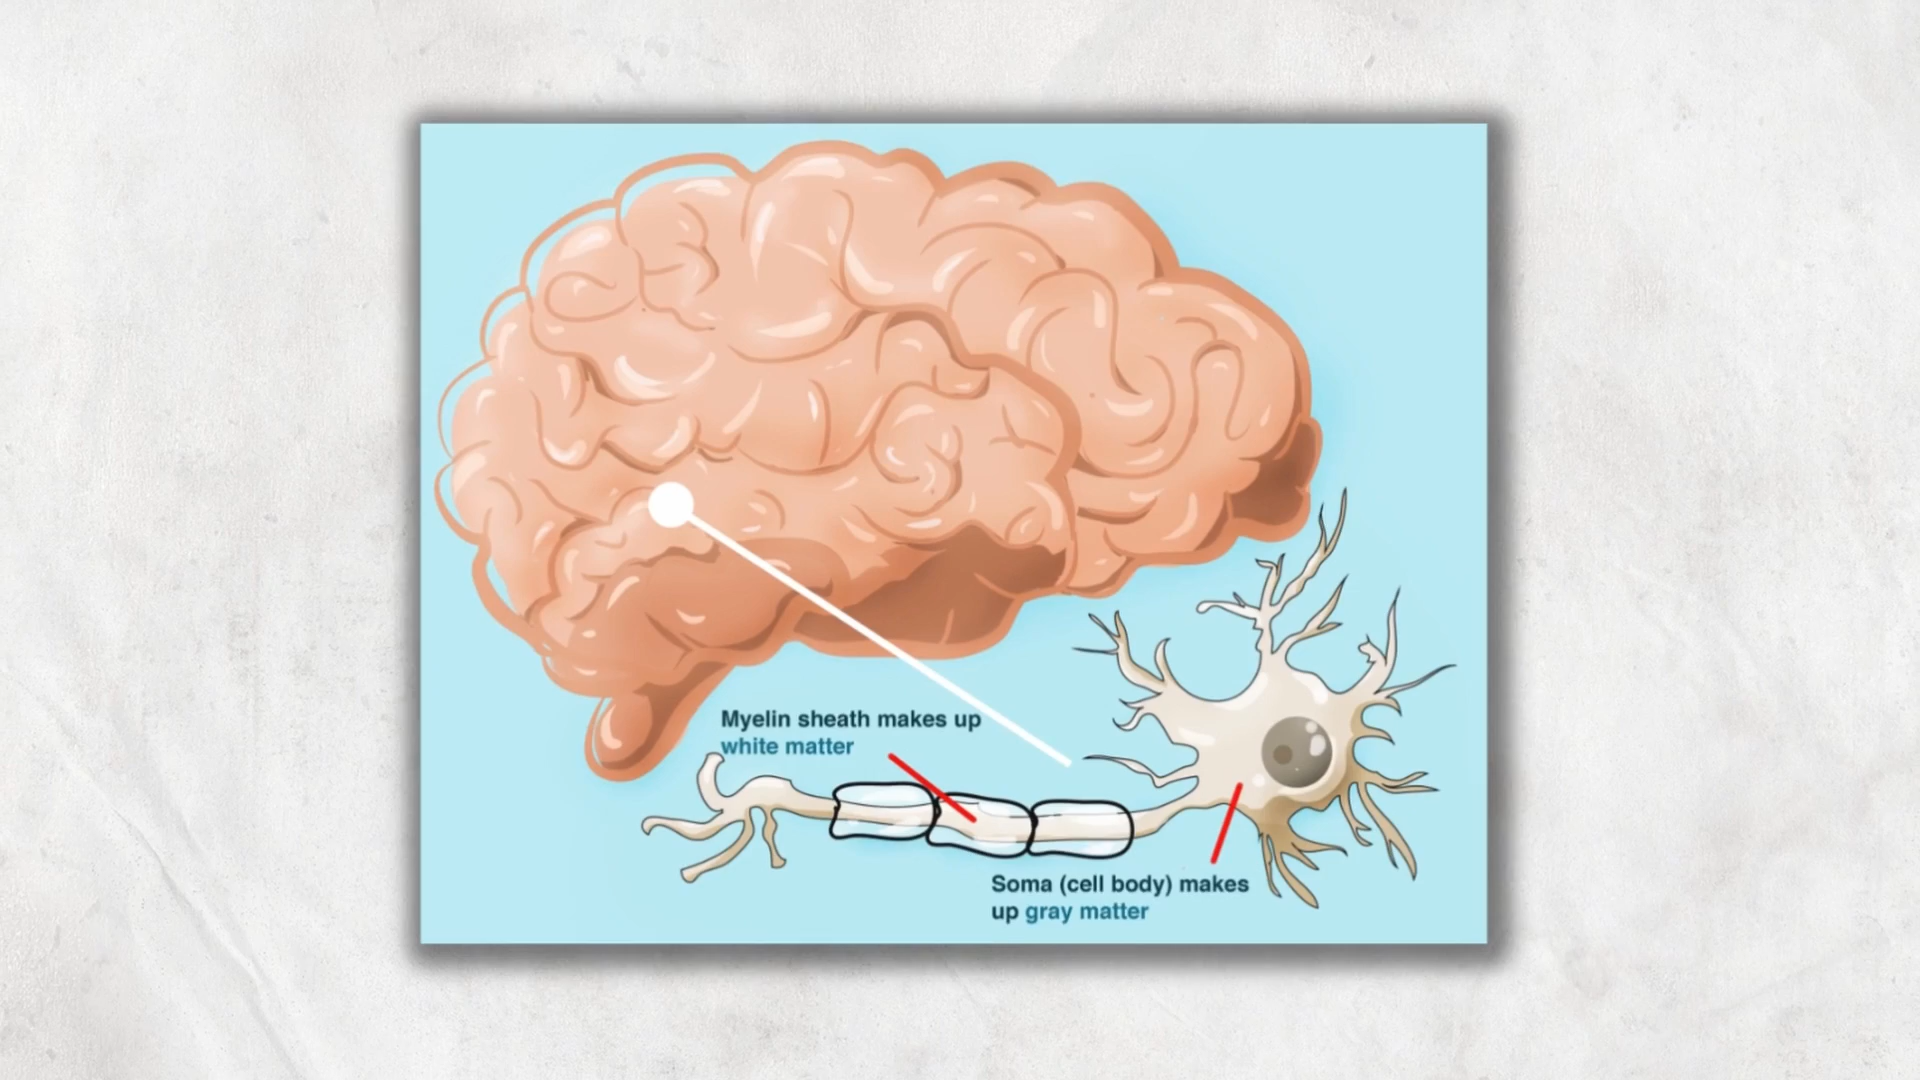 Myelin sheath makes up
white matter
Soma (cell body) makes
up gray matter